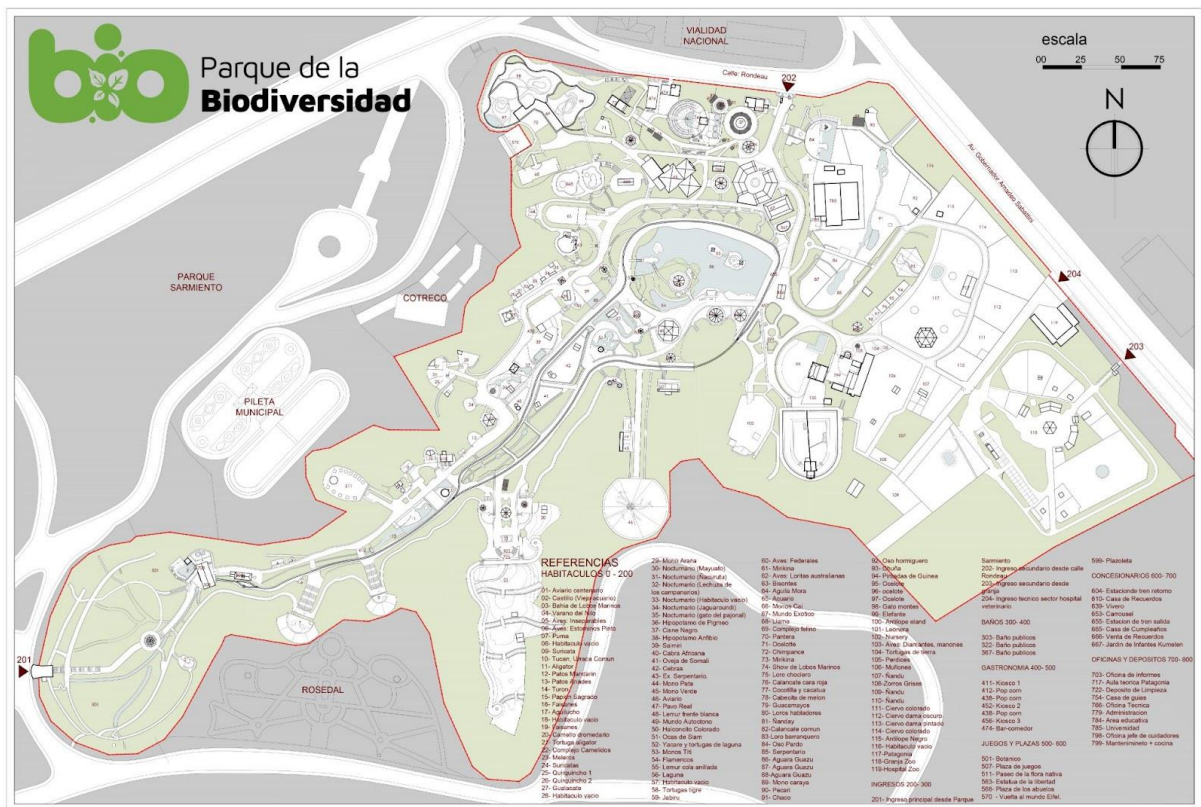 bio
Parque de la
Biodiversidad
VIALIDAD
NACIONAL
escala
00 25 50 75
Calle: Rondeau
202
N
Av. Gobernador Amadeo Sabattini
204
203
PARQUE
SARMIENTO
COTRECO
PILETA
MUNICIPAL
201
ROSEDAL
REFERENCIAS
HABITACULOS 0 - 200
01- Aviario centenario
02- Castillo (Viejo acuario)
03- Bahia de Lobos Marinos
04- Varano del Nilo
05- Aves: Inseparables
06- Aves: Estorninos Pinto
07- Puma
08- Habitaculo vacio
09- Suricata
10- Tucan, Urraca Comun
11- Aligator
12- Patos Mandarin
13- Patos Anades
14- Turon
15- Papion Sagrado
16- Faisanes
17- Aguilucho
18- Habitaculo vacio
19- Faisanes
20- Camello dromedario
21- Tortuga aligator
22- Complejo Camelidos
23- Melania
24- Suricatas
25- Quirquincho 1
26- Quirquincho 2
27- Gualacate
28- Habitaculo vacio
29- Mono Arana
30- Nocturnario (Mayuato)
31- Nocturnario (Ñacurutu)
32- Nocturnario (Lechuza de
los campanarios)
33- Nocturnario (Habitaculo vacio)
34- Nocturnario (Jaguaroundi)
35- Nocturnario (gato del pajonal)
36- Hipopotamo de Pigmeo
37- Cisne Negro
38- Hipopotamo Anfibio
39- Saimiri
40- Cabra Africana
41- Oveja de Somali
42- Cebras
43- Ex. Serpentario.
44- Mono Pata
45- Mono Verde
46- Aviario
47- Pavo Real
48- Lemur frente blanca
49- Mundo Autoctono
50- Halconcito Colorado
51- Ocas de Siam
52- Yacare y tortugas de laguna
53- Monos Titi
54- Flamencos
55- Lemur cola anillada
56- Laguna
57- Habitaculo vacio
58- Tortugas tigre
59- Jabiru
60- Aves: Federales
61- Mirikina
62- Aves: Loritas australianas
63- Bisontes
64- Aguila Mora
65- Acuario
66- Monos Cai
67- Mundo Exotico
68- Llama
69- Complejo felino
70- Pantera
71- Ocelote
72- Chimpance
73- Mirikina
74- Show de Lobos Marinos
75- Loro choclero
76- Calancate cara roja
77- Cocotilla y cacatua
78- Cabecita de melon
79- Guacamayos
80- Loros habladores
81- Ñanday
82- Calancate comun
83- Loro barranquero
84- Oso Pardo
85- Serpentario
86- Aguara Guazu
87- Aguara Guazu
88- Aguara Guazu
89- Mono caraya
90- Pecari
91- Chaco
92- Oso hormiguero
93- Obuña
94- Pintadas de Guinea
95- Ocelote
96- ocelote
97- Ocelote
98- Gato montes
99- Elefante
100- Antilope eland
101- Leonera
102- Nursery
103- Aves: Diamantes, manones
104- Tortugas de tierra
105- Perdices
106- Muflones
107- Ñandu
108- Zorros Grises
109- Ñandu
110- Ñandu
111- Ciervo colorado
112- Ciervo dama oscuro
113- Ciervo dama pintado
114- Ciervo colorado
115- Antilope Negro
116- Habitaculo vacio
117- Patagonia
118- Granja Zoo
119- Hospital Zoo
INGRESOS 200- 300
201- Ingreso principal desde Parque
Sarmiento
202- Ingreso secundario desde calle
Rondeau
203- Ingreso secundario desde
granja
204- Ingreso tecnico sector hospital
veterinario
BAÑOS 300- 400
303- Baño publicos
322- Baño publicos
367- Baño publicos
GASTRONOMIA 400- 500
411- Kiosco 1
412- Pop corn
438- Pop corn
452- Kiosco 2
438- Pop corn
456- Kiosco 3
474- Bar-comedor
JUEGOS Y PLAZAS 500- 600
501- Botanico
507- Plaza de juegos
511- Paseo de la flora nativa
563- Estatua de la libertad
566- Plaza de los abuelos
570 - Vuelta al mundo Eifel.
599- Plazoleta
CONCESIONARIOS 600- 700
604- Estacionde tren retorno
610- Casa de Recuerdos
639- Vivero
653- Carrousel
655- Estacion de tren salida
665- Casa de Cumpleaños
666- Venta de Recuerdos
667- Jardin de Infantes Kumelen
OFICINAS Y DEPOSITOS 700- 800
703- Oficina de informes
717- Aula teorica Patagonia
722- Deposito de Limpieza
754- Casa de guias
766- Oficina Tecnica
779- Administracion
784- Area educativa
785- Universidad
798- Oficina jefe de cuidadores
799- Mantenimineto + cocina